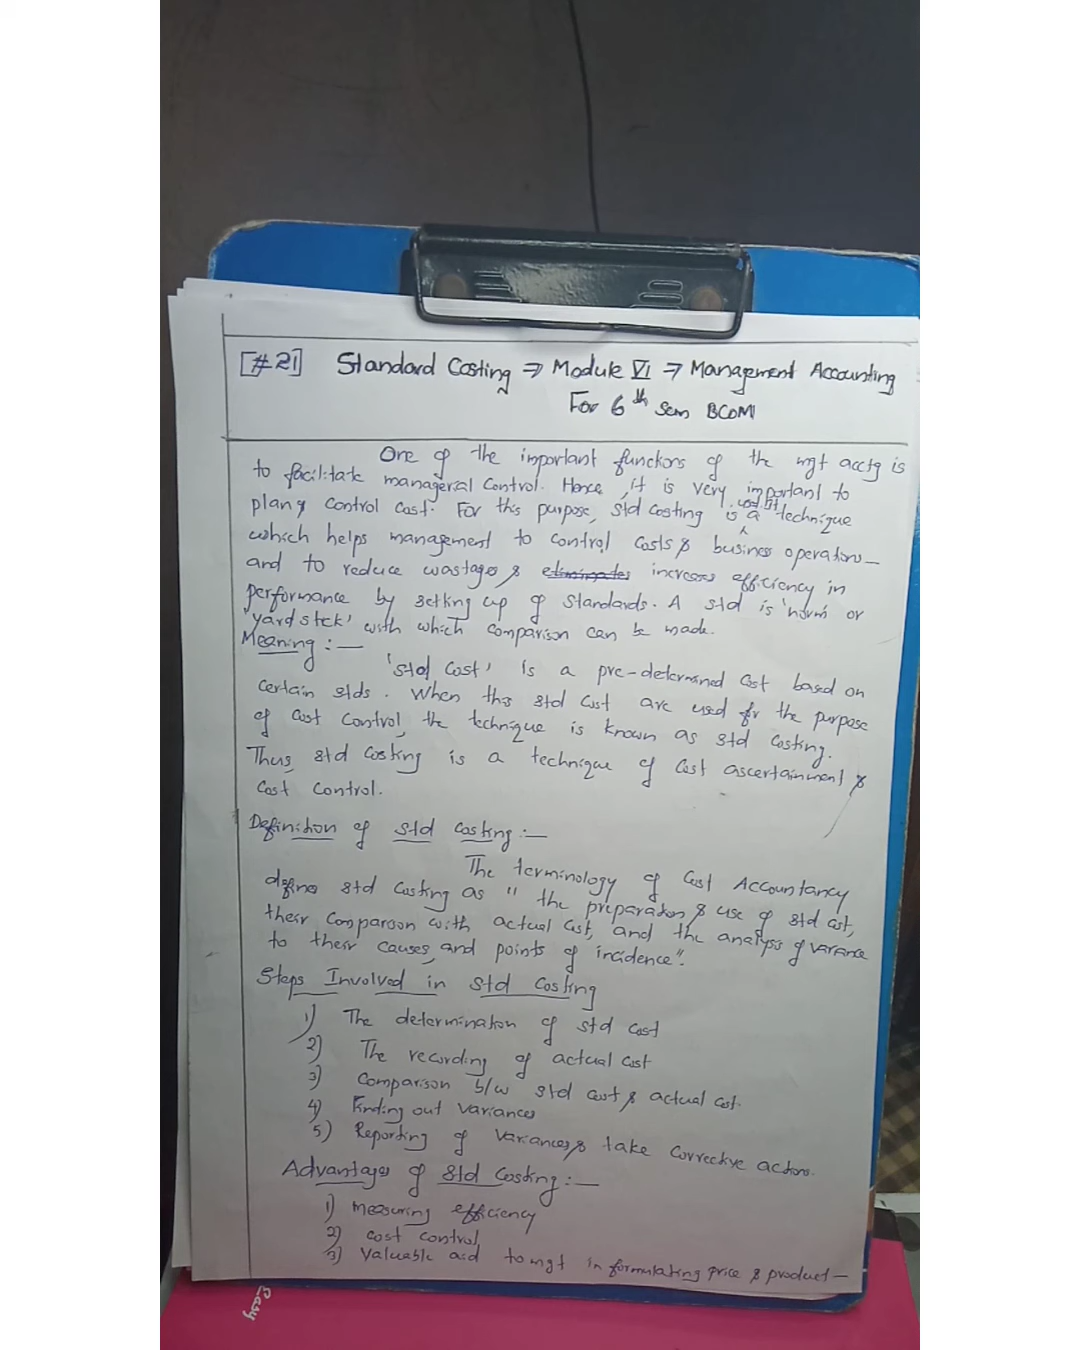 [#21] Standard Costing ⇒ Module VI ⇒ Management Accounting
For 6th Sem BCOM
One of the important functions of the mgt acctg is
to facilitate managerial control. Hence, it is very important to
plan & control cost. For this purpose, std costing is a useful technique
which helps management to control costs & business operations
and to reduce wastages & eliminates increases efficiency in
performance by setting up of standards. A std is 'norm' or
'yard stick' with which comparison can be made.
Meaning :—
'Std cost' is a pre-determined cost based on
certain stds. When this std cost are used for the purpose
of cost control, the technique is known as std costing.
Thus, std costing is a technique of cost ascertainment &
cost control.
Definition of std costing :—
The terminology of Cost Accountancy
defines std costing as "the preparation & use of std cost,
their comparison with actual cost, and the analysis of variance
to their causes, and points of incidence".
Steps Involved in std costing
1) The determination of std cost
2) The recording of actual cost
3) Comparison b/w std cost & actual cost.
4) Finding out variances
5) Reporting of variances & take corrective actions.
Advantages of std costing :—
1) measuring efficiency
2) cost control
3) valuable aid to mgt in formulating price & product —
Easy